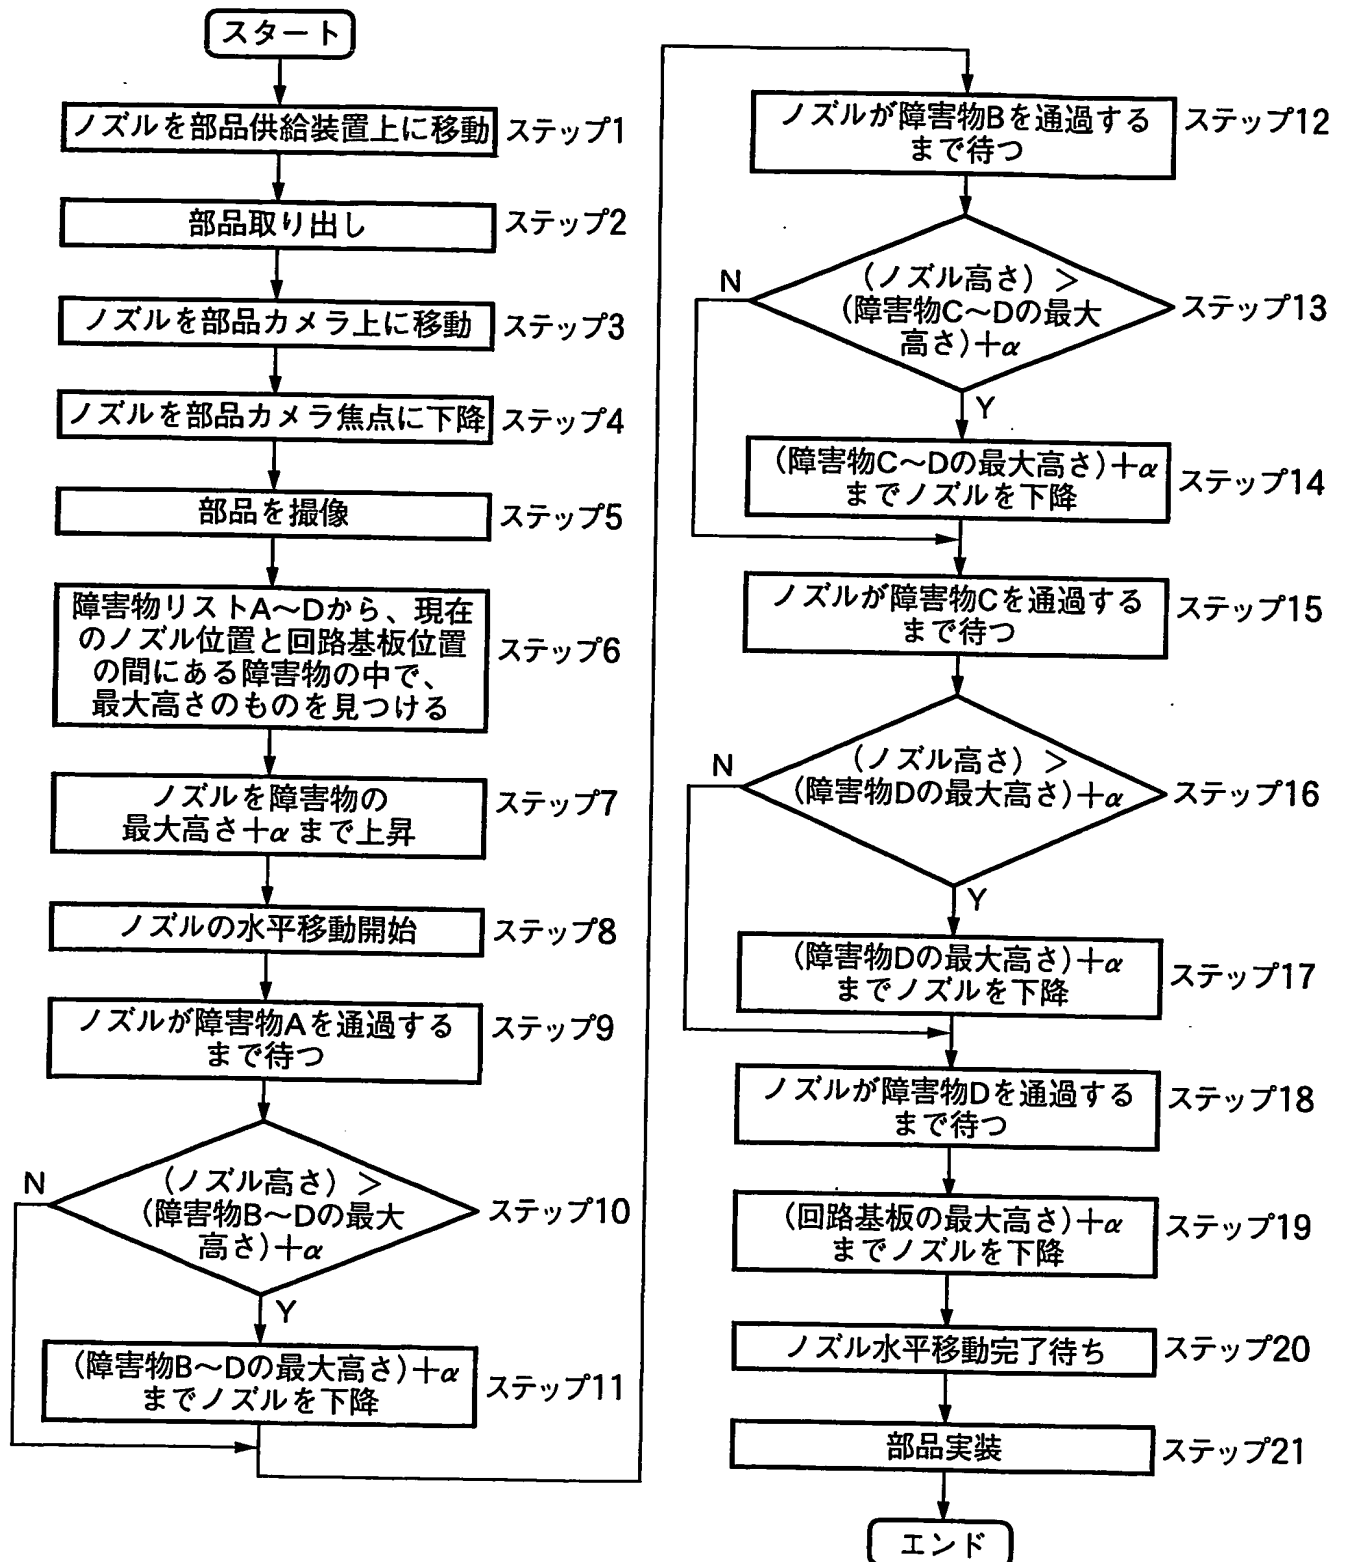 スタート
ノズルを部品供給装置上に移動
ステップ1
部品取り出し
ステップ2
ノズルを部品カメラ上に移動
ステップ3
ノズルを部品カメラ焦点に下降
ステップ4
部品を撮像
ステップ5
障害物リストA～Dから、現在
のノズル位置と回路基板位置
の間にある障害物の中で、
最大高さのものを見つける
ステップ6
ノズルを障害物の
最大高さ+α まで上昇
ステップ7
ノズルの水平移動開始
ステップ8
ノズルが障害物Aを通過する
まで待つ
ステップ9
N
(ノズル高さ) >
(障害物B～Dの最大
高さ)+α
ステップ10
Y
(障害物B～Dの最大高さ)+α
までノズルを下降
ステップ11
ノズルが障害物Bを通過する
まで待つ
ステップ12
N
(ノズル高さ) >
(障害物C～Dの最大
高さ)+α
ステップ13
Y
(障害物C～Dの最大高さ)+α
までノズルを下降
ステップ14
ノズルが障害物Cを通過する
まで待つ
ステップ15
N
(ノズル高さ) >
(障害物Dの最大高さ)+α
ステップ16
Y
(障害物Dの最大高さ)+α
までノズルを下降
ステップ17
ノズルが障害物Dを通過する
まで待つ
ステップ18
(回路基板の最大高さ)+α
までノズルを下降
ステップ19
ノズル水平移動完了待ち
ステップ20
部品実装
ステップ21
エンド